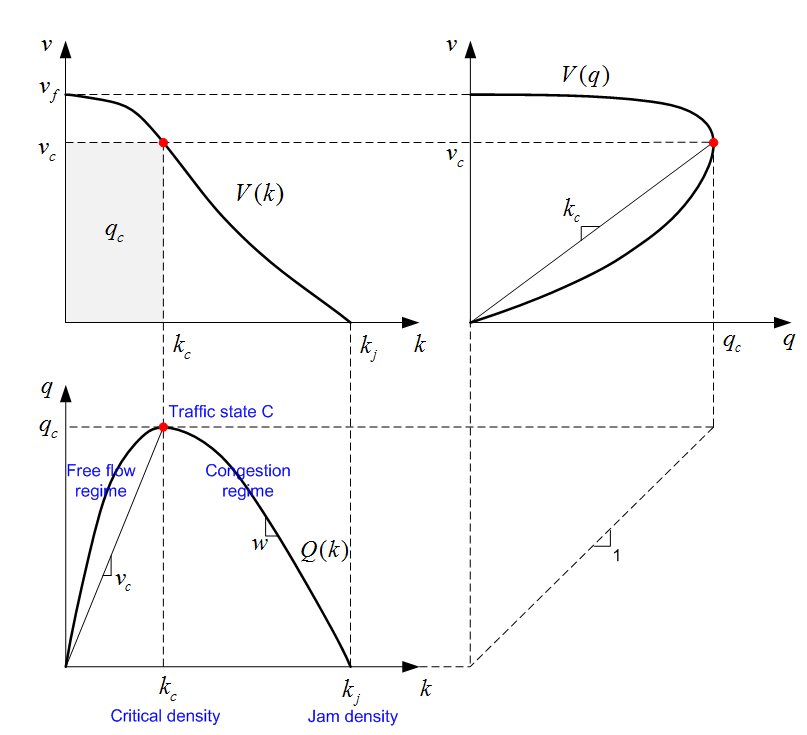 v
v_f
v_c
q_c
V(k)
k_c
k_j
k
v
V(q)
v_c
k_c
q_c
q
q
q_c
Traffic state C
Free flow
regime
Congestion
regime
w
Q(k)
v_c
1
k_c
k_j
k
Critical density
Jam density